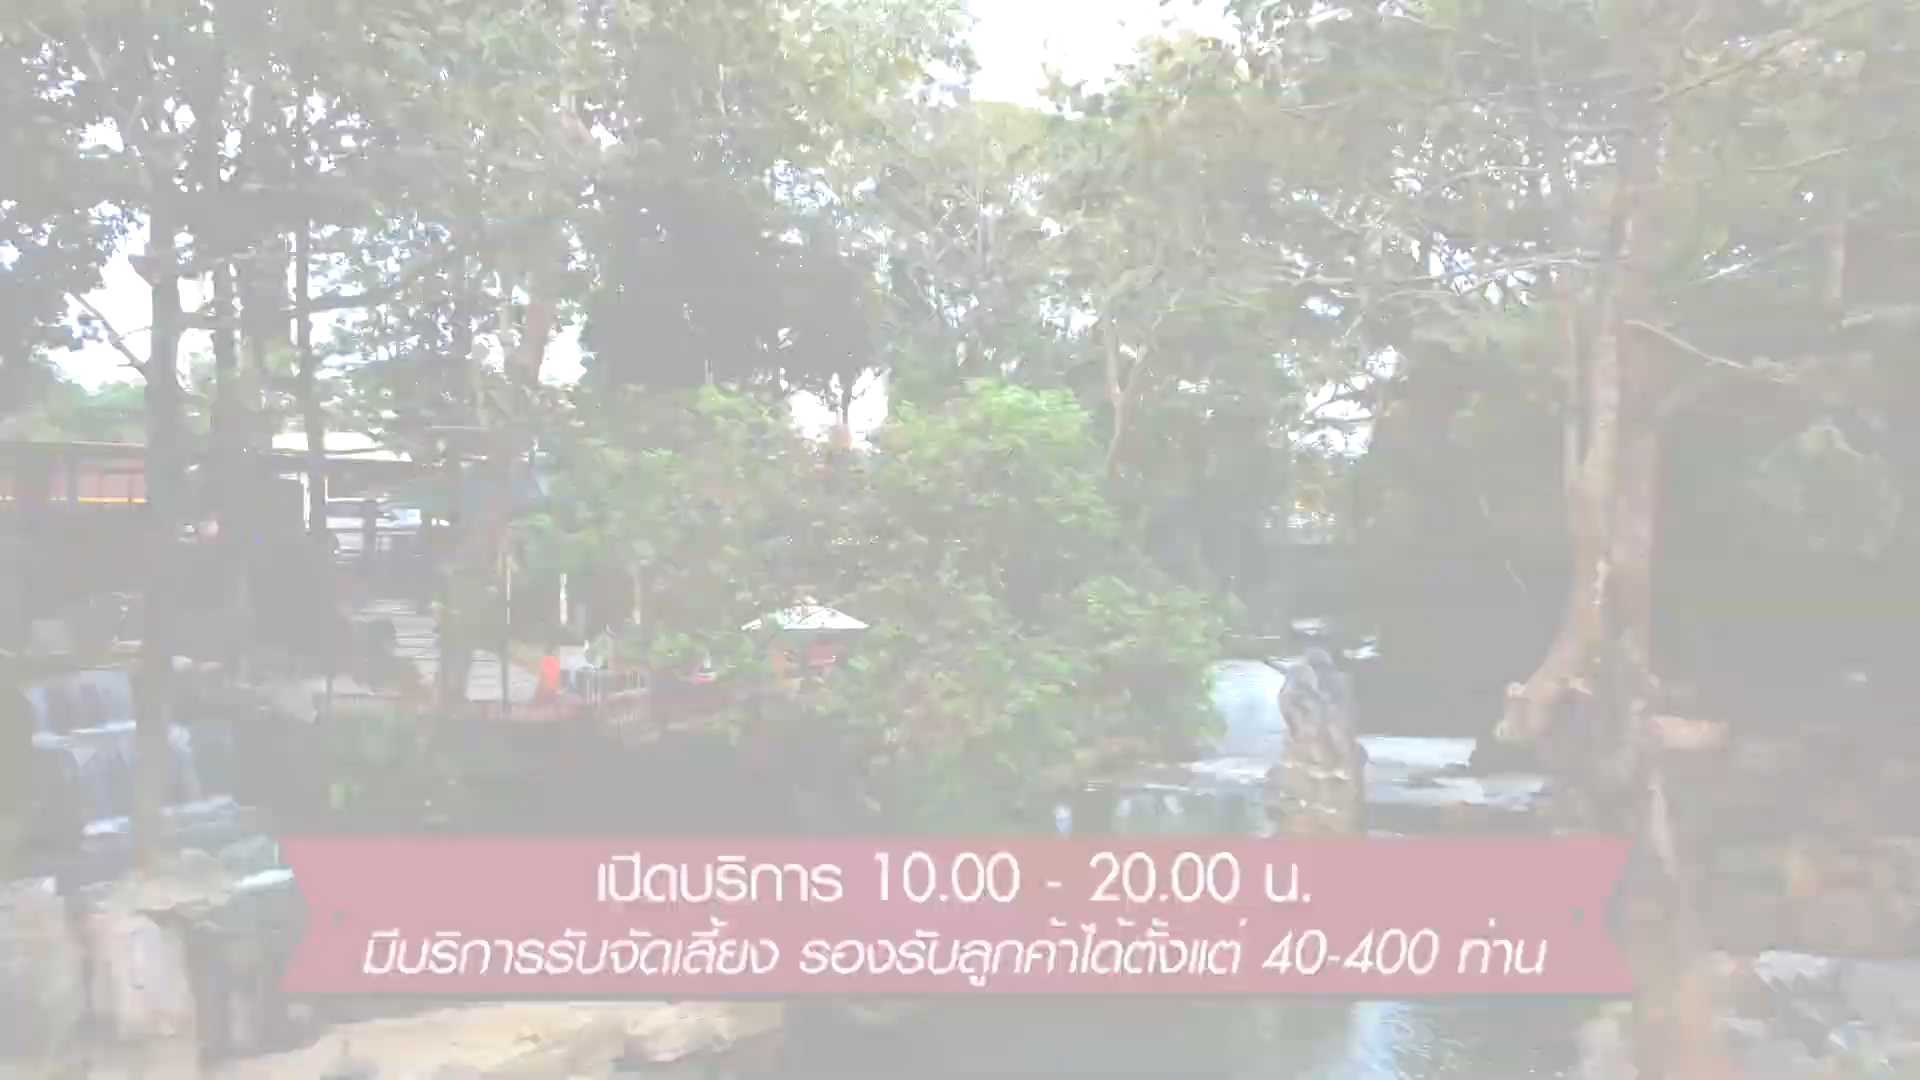 เปิดบริการ 10.00 - 20.00 น.
มีบริการรับจัดเลี้ยง รองรับลูกค้าได้ตั้งแต่ 40-400 ท่าน